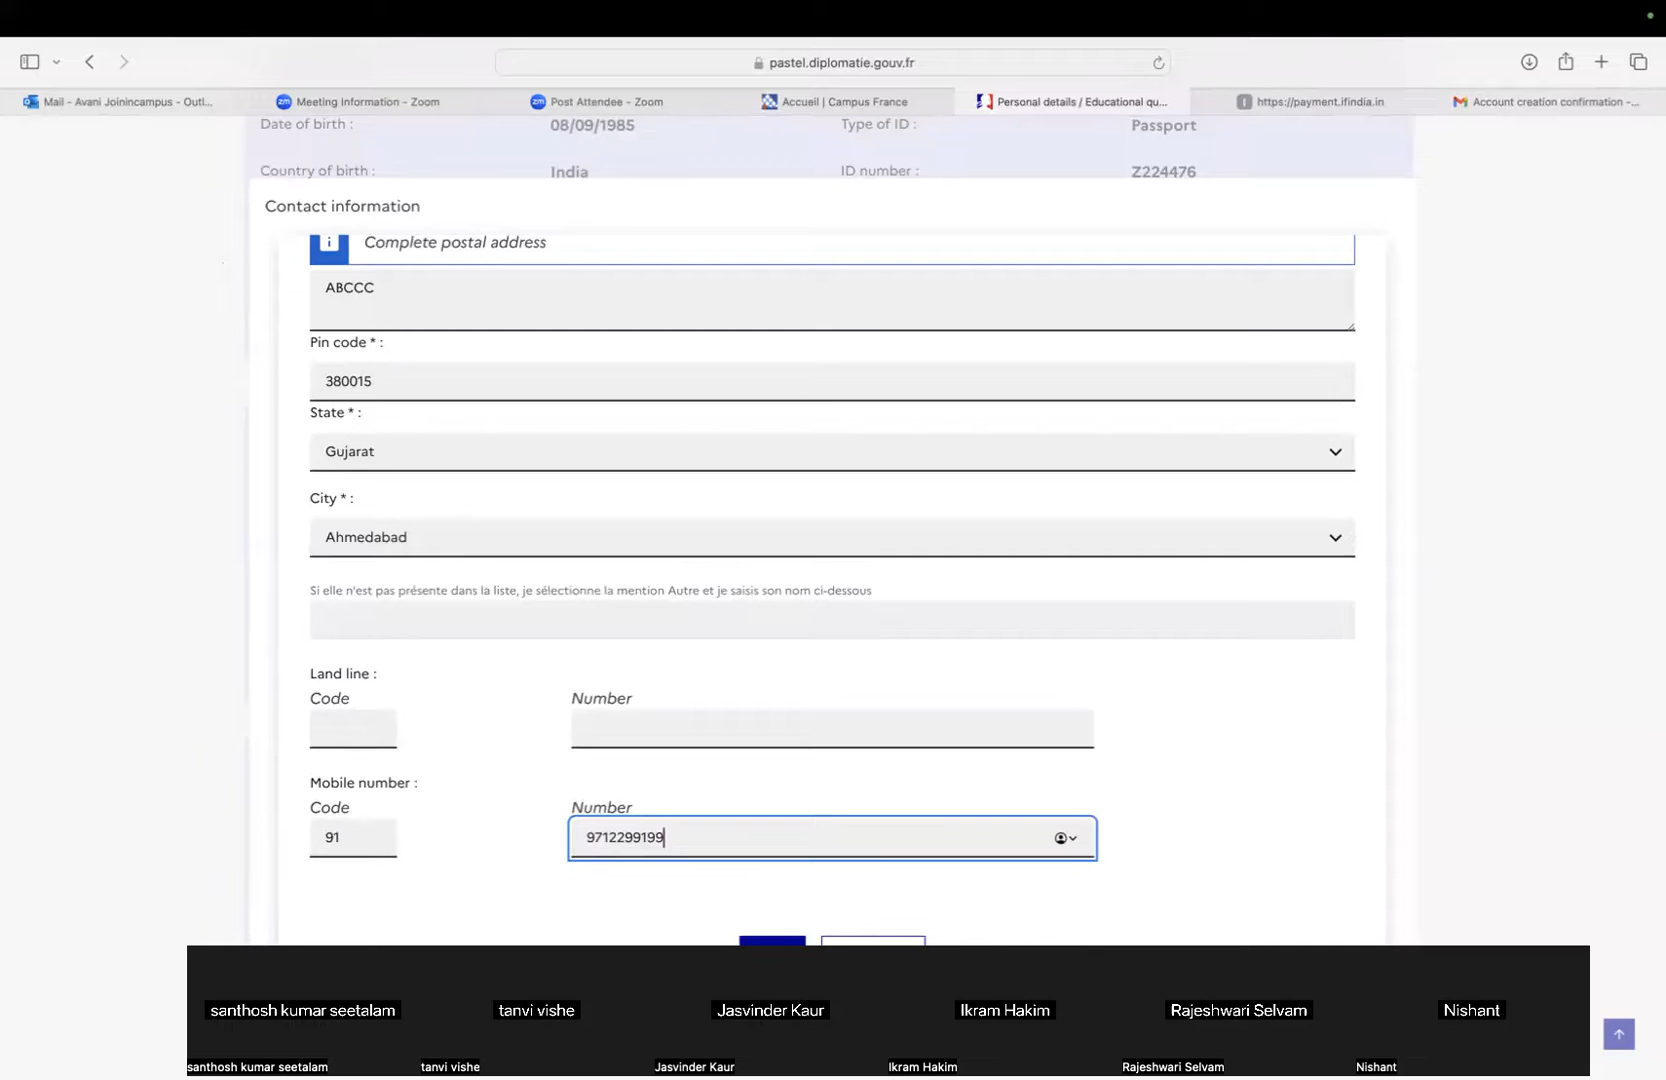 pastel.diplomatie.gouv.fr
Mail - Avani Joinincampus - Outl...
Meeting Information - Zoom
Post Attendee - Zoom
Accueil | Campus France
Personal details / Educational qu...
https://payment.ifindia.in
Account creation confirmation -...
Date of birth : 08/09/1985 Type of ID : Passport
Country of birth : India ID number : Z224476
Contact information
Complete postal address
ABCCC
Pin code * :
380015
State * :
Gujarat
City * :
Ahmedabad
Si elle n'est pas présente dans la liste, je sélectionne la mention Autre et je saisis son nom ci-dessous
Land line :
Code Number
Mobile number :
Code Number
91 9712299199
santhosh kumar seetalam tanvi vishe Jasvinder Kaur Ikram Hakim Rajeshwari Selvam Nishant
santhosh kumar seetalam tanvi vishe Jasvinder Kaur Ikram Hakim Rajeshwari Selvam Nishant